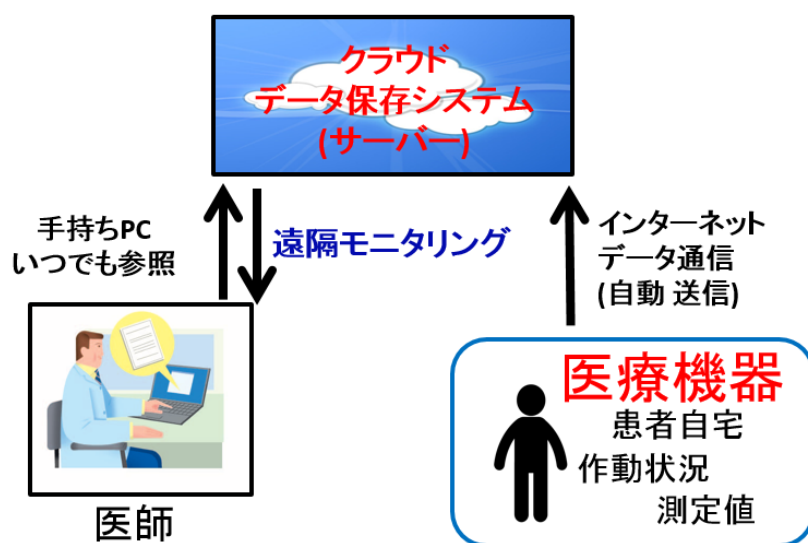 クラウド
データ保存システム
(サーバー)
手持ちPC
いつでも参照
遠隔モニタリング
インターネット
データ通信
(自動 送信)
医師
医療機器
患者自宅
作動状況
測定値